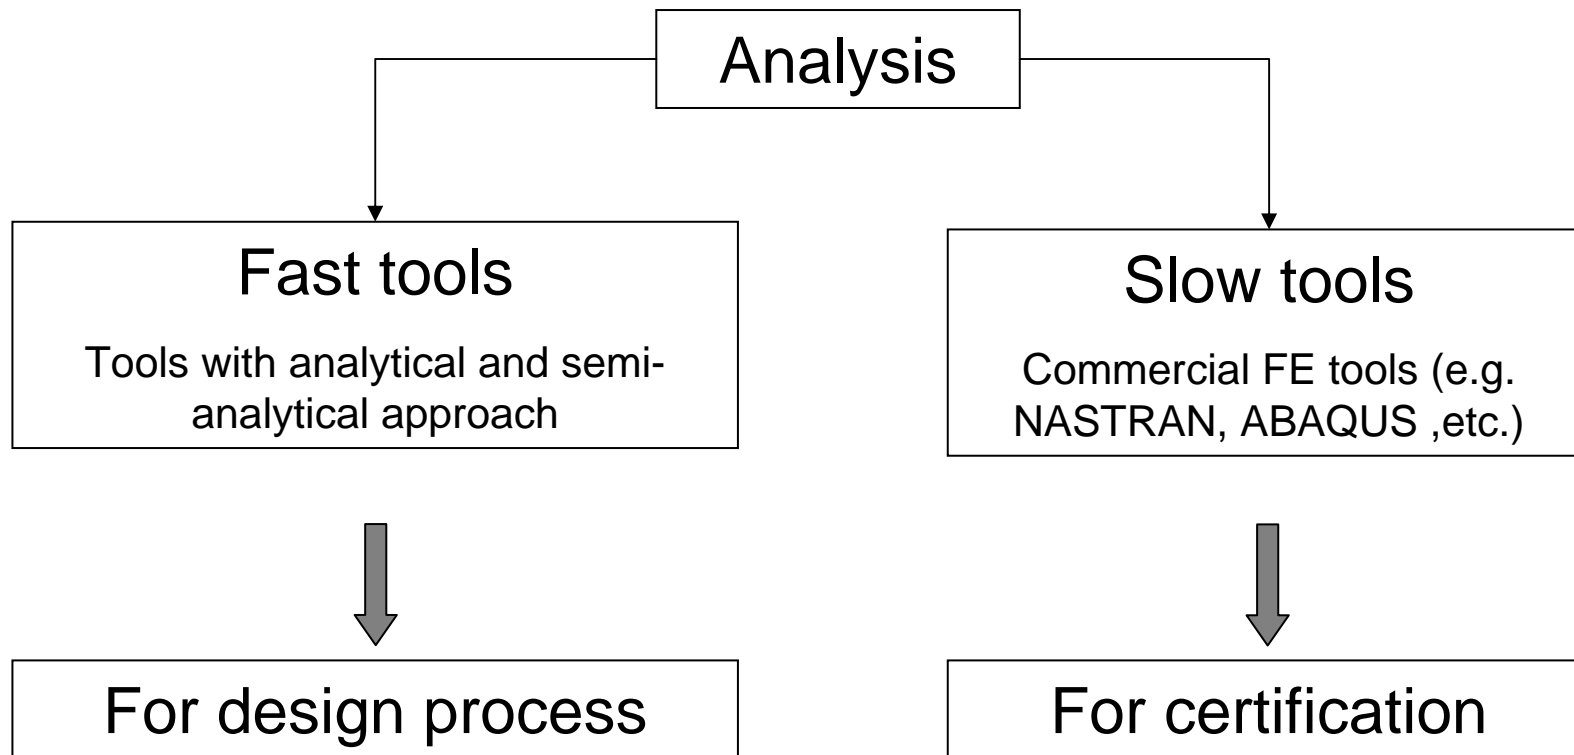 Analysis
Fast tools
Tools with analytical and semi-
analytical approach
Slow tools
Commercial FE tools (e.g.
NASTRAN, ABAQUS ,etc.)
For design process
For certification